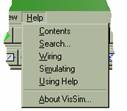 ew Help
Contents
Search...
Wiring
Simulating
Using Help
About VisSim...